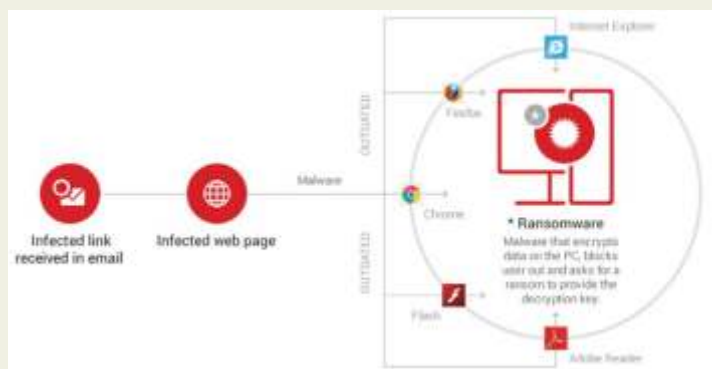 Internet Explorer
OUTDATED
Firefox
Malware
Infected link
received in email
Infected web page
Chrome
* Ransomware
Malware that encrypts
data on the PC, blocks
user out and asks for a
ransom to provide the
decryption key.
OUTDATED
Flash
Adobe Reader